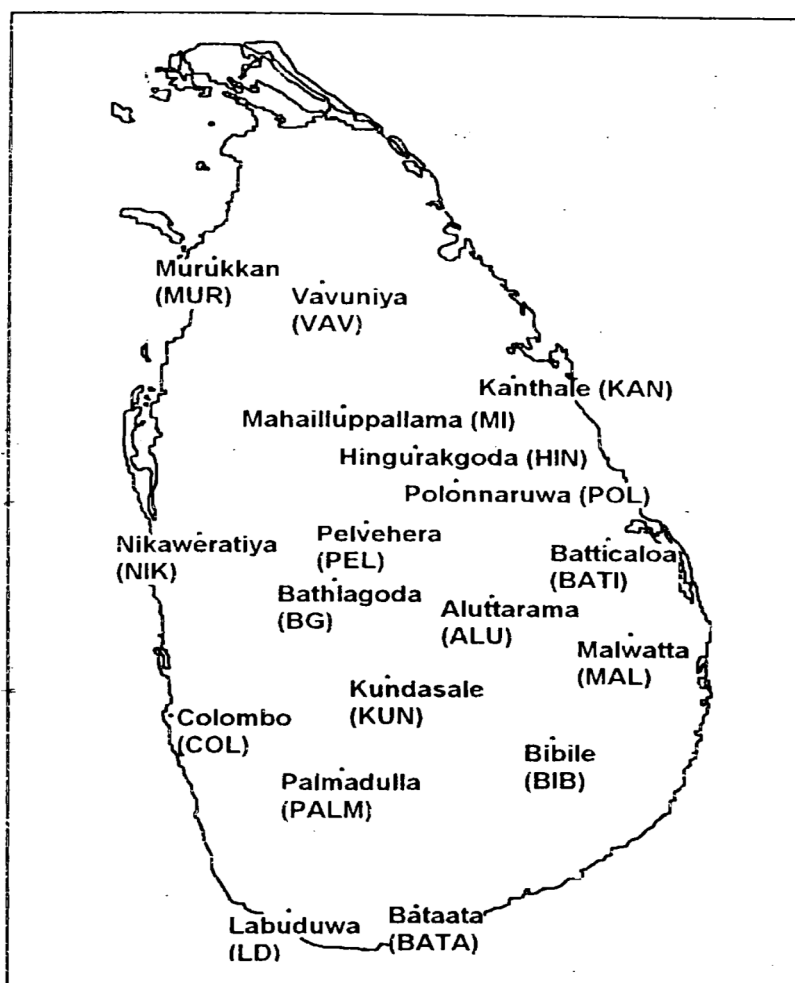 Murukkan
(MUR)
Vavuniya
(VAV)
Kanthale (KAN)
Mahailluppallama (MI)
Hingurakgoda (HIN)
Polonnaruwa (POL)
Nikaweratiya
(NIK)
Pelvehera
(PEL)
Batticaloa
(BATI)
Bathlagoda
(BG)
Aluttarama
(ALU)
Malwatta
(MAL)
Kundasale
(KUN)
Colombo
(COL)
Bibile
(BIB)
Palmadulla
(PALM)
Labuduwa
(LD)
Bataata
(BATA)